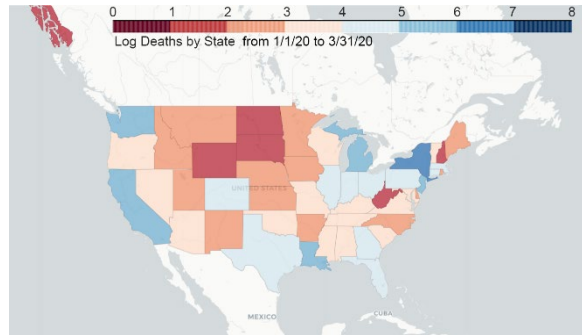 0 1 2 3 4 5 6 7 8
Log Deaths by State from 1/1/20 to 3/31/20
UNITED STATES
MEXICO
CUBA